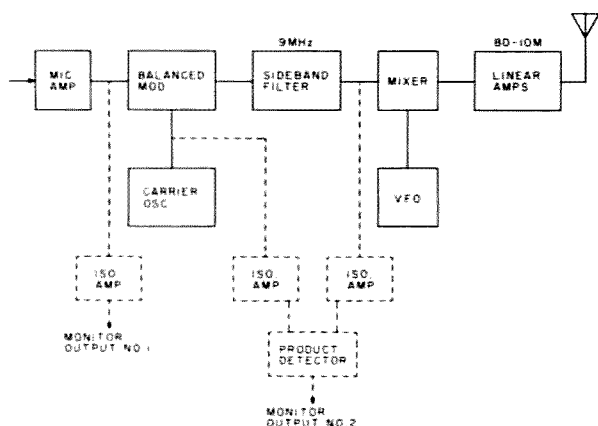 9MHz
80-10M
MIC
AMP
BALANCED
MOD
SIDEBAND
FILTER
MIXER
LINEAR
AMPS
CARRIER
OSC
VFO
ISO
AMP
ISO.
AMP
ISO.
AMP
MONITOR
OUTPUT NO.1
PRODUCT
DETECTOR
MONITOR
OUTPUT NO.2